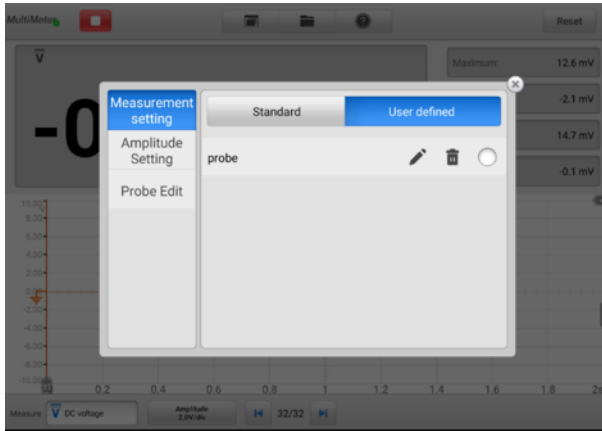 MultiMeter
Reset
V
Maximum: 12.6 mV
-2.1 mV
14.7 mV
-0.1 mV
-0
Measurement
setting
Amplitude
Setting
Probe Edit
Standard
User defined
probe
10.00
V
8.00
6.00
4.00
2.00
0.00
-2.00
-4.00
-6.00
-8.00
-10.00
0.2 0.4 0.6 0.8 1 1.2 1.4 1.6 1.8 2s
Measure V DC voltage
Amplitude
2.0V/div
32/32